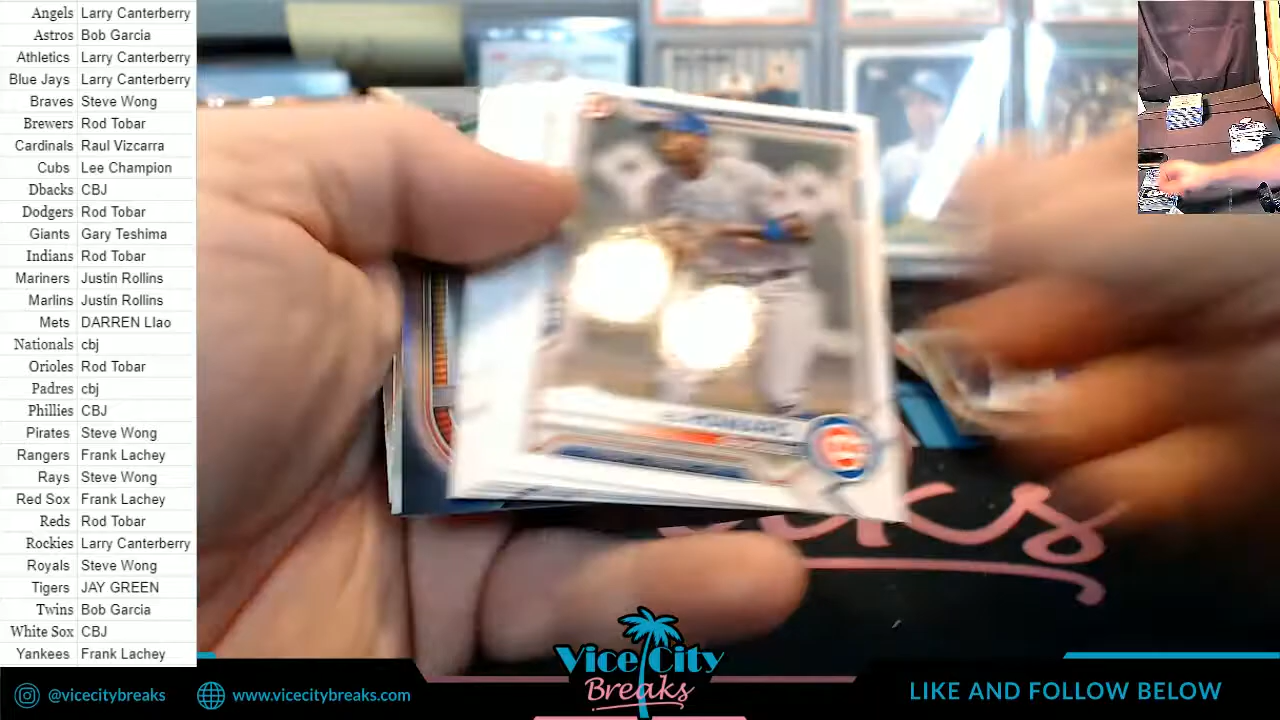 Angels Larry Canterberry
Astros Bob Garcia
Athletics Larry Canterberry
Blue Jays Larry Canterberry
Braves Steve Wong
Brewers Rod Tobar
Cardinals Raul Vizcarra
Cubs Lee Champion
Dbacks CBJ
Dodgers Rod Tobar
Giants Gary Teshima
Indians Rod Tobar
Mariners Justin Rollins
Marlins Justin Rollins
Mets DARREN Llao
Nationals cbj
Orioles Rod Tobar
Padres cbj
Phillies CBJ
Pirates Steve Wong
Rangers Frank Lachey
Rays Steve Wong
Red Sox Frank Lachey
Reds Rod Tobar
Rockies Larry Canterberry
Royals Steve Wong
Tigers JAY GREEN
Twins Bob Garcia
White Sox CBJ
Yankees Frank Lachey
@vicecitybreaks
www.vicecitybreaks.com
Vice City
Breaks
LIKE AND FOLLOW BELOW